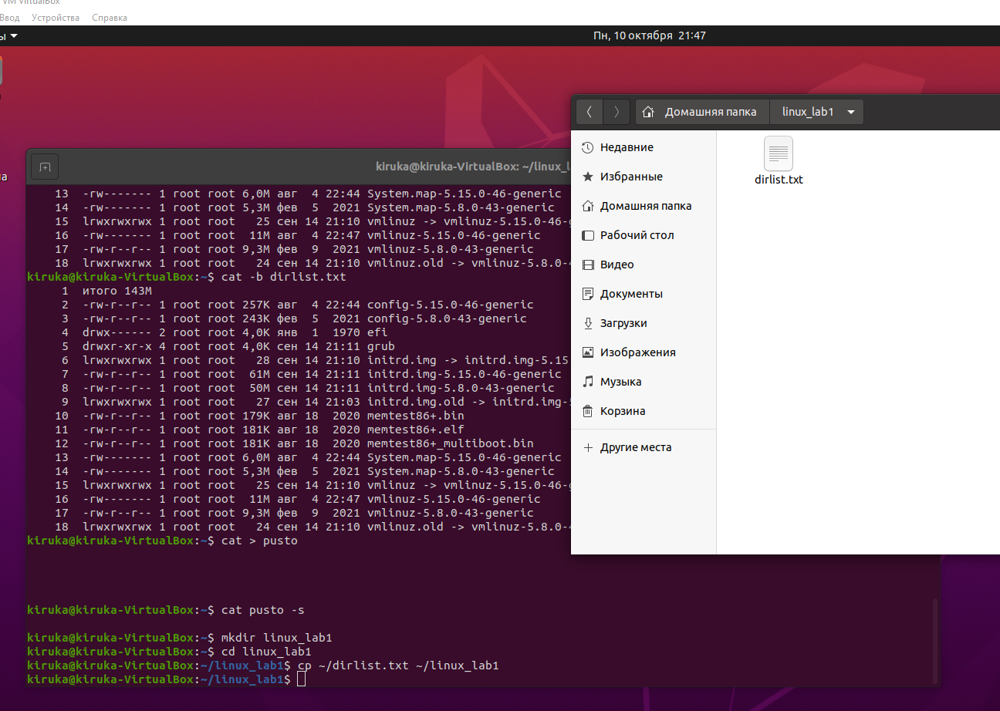 VM VirtualBox
Ввод Устройства Справка
Пн, 10 октября 21:47
kiruka@kiruka-VirtualBox: ~/linux_l
13 -rw------- 1 root root 6,0M авг 4 22:44 System.map-5.15.0-46-generic
14 -rw------- 1 root root 5,3M фев 5 2021 System.map-5.8.0-43-generic
15 lrwxrwxrwx 1 root root 25 сен 14 21:10 vmlinuz -> vmlinuz-5.15.0-46-
16 -rw------- 1 root root 11M авг 4 22:47 vmlinuz-5.15.0-46-generic
17 -rw-r--r-- 1 root root 9,3M фев 9 2021 vmlinuz-5.8.0-43-generic
18 lrwxrwxrwx 1 root root 24 сен 14 21:10 vmlinuz.old -> vmlinuz-5.8.0-
kiruka@kiruka-VirtualBox:~$ cat -b dirlist.txt
1 итого 143M
2 -rw-r--r-- 1 root root 257K авг 4 22:44 config-5.15.0-46-generic
3 -rw-r--r-- 1 root root 243K фев 5 2021 config-5.8.0-43-generic
4 drwx------ 2 root root 4,0K янв 1 1970 efi
5 drwxr-xr-x 4 root root 4,0K сен 14 21:11 grub
6 lrwxrwxrwx 1 root root 28 сен 14 21:10 initrd.img -> initrd.img-5.15
7 -rw-r--r-- 1 root root 61M сен 14 21:11 initrd.img-5.15.0-46-generic
8 -rw-r--r-- 1 root root 50M сен 14 21:11 initrd.img-5.8.0-43-generic
9 lrwxrwxrwx 1 root root 27 сен 14 21:03 initrd.img.old -> initrd.img-
10 -rw-r--r-- 1 root root 179K авг 18 2020 memtest86+.bin
11 -rw-r--r-- 1 root root 181K авг 18 2020 memtest86+.elf
12 -rw-r--r-- 1 root root 181K авг 18 2020 memtest86+_multiboot.bin
13 -rw------- 1 root root 6,0M авг 4 22:44 System.map-5.15.0-46-generic
14 -rw------- 1 root root 5,3M фев 5 2021 System.map-5.8.0-43-generic
15 lrwxrwxrwx 1 root root 25 сен 14 21:10 vmlinuz -> vmlinuz-5.15.0-46-
16 -rw------- 1 root root 11M авг 4 22:47 vmlinuz-5.15.0-46-generic
17 -rw-r--r-- 1 root root 9,3M фев 9 2021 vmlinuz-5.8.0-43-generic
18 lrwxrwxrwx 1 root root 24 сен 14 21:10 vmlinuz.old -> vmlinuz-5.8.0-
kiruka@kiruka-VirtualBox:~$ cat > pusto
kiruka@kiruka-VirtualBox:~$ cat pusto -s
kiruka@kiruka-VirtualBox:~$ mkdir linux_lab1
kiruka@kiruka-VirtualBox:~$ cd linux_lab1
kiruka@kiruka-VirtualBox:~/linux_lab1$ cp ~/dirlist.txt ~/linux_lab1
kiruka@kiruka-VirtualBox:~/linux_lab1$
Домашняя папка linux_lab1
Недавние
Избранные
Домашняя папка
Рабочий стол
Видео
Документы
Загрузки
Изображения
Музыка
Корзина
Другие места
dirlist.txt